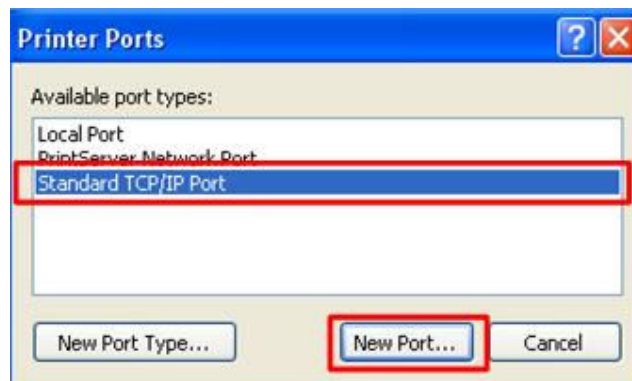 Printer Ports
Available port types:
Local Port
PrintServer Network Port
Standard TCP/IP Port
New Port Type... New Port... Cancel